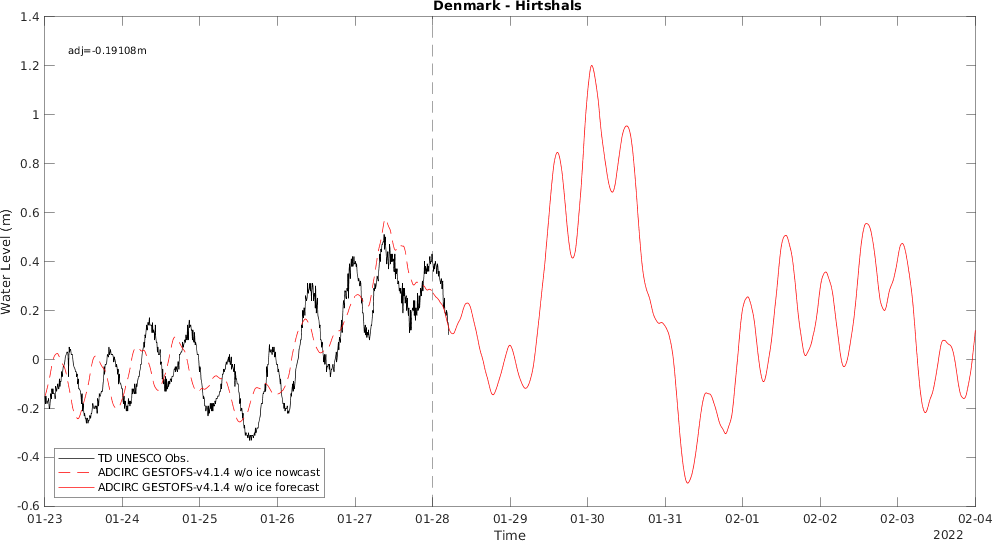 Denmark - Hirtshals
1.4
adj=-0.19108m
1.2
1
0.8
0.6
0.4
0.2
0
-0.2
-0.4
-0.6
Water Level (m)
TD UNESCO Obs.
ADCIRC GESTOFS-v4.1.4 w/o ice nowcast
ADCIRC GESTOFS-v4.1.4 w/o ice forecast
01-23 01-24 01-25 01-26 01-27 01-28 01-29 01-30 01-31 02-01 02-02 02-03 02-04
Time
2022